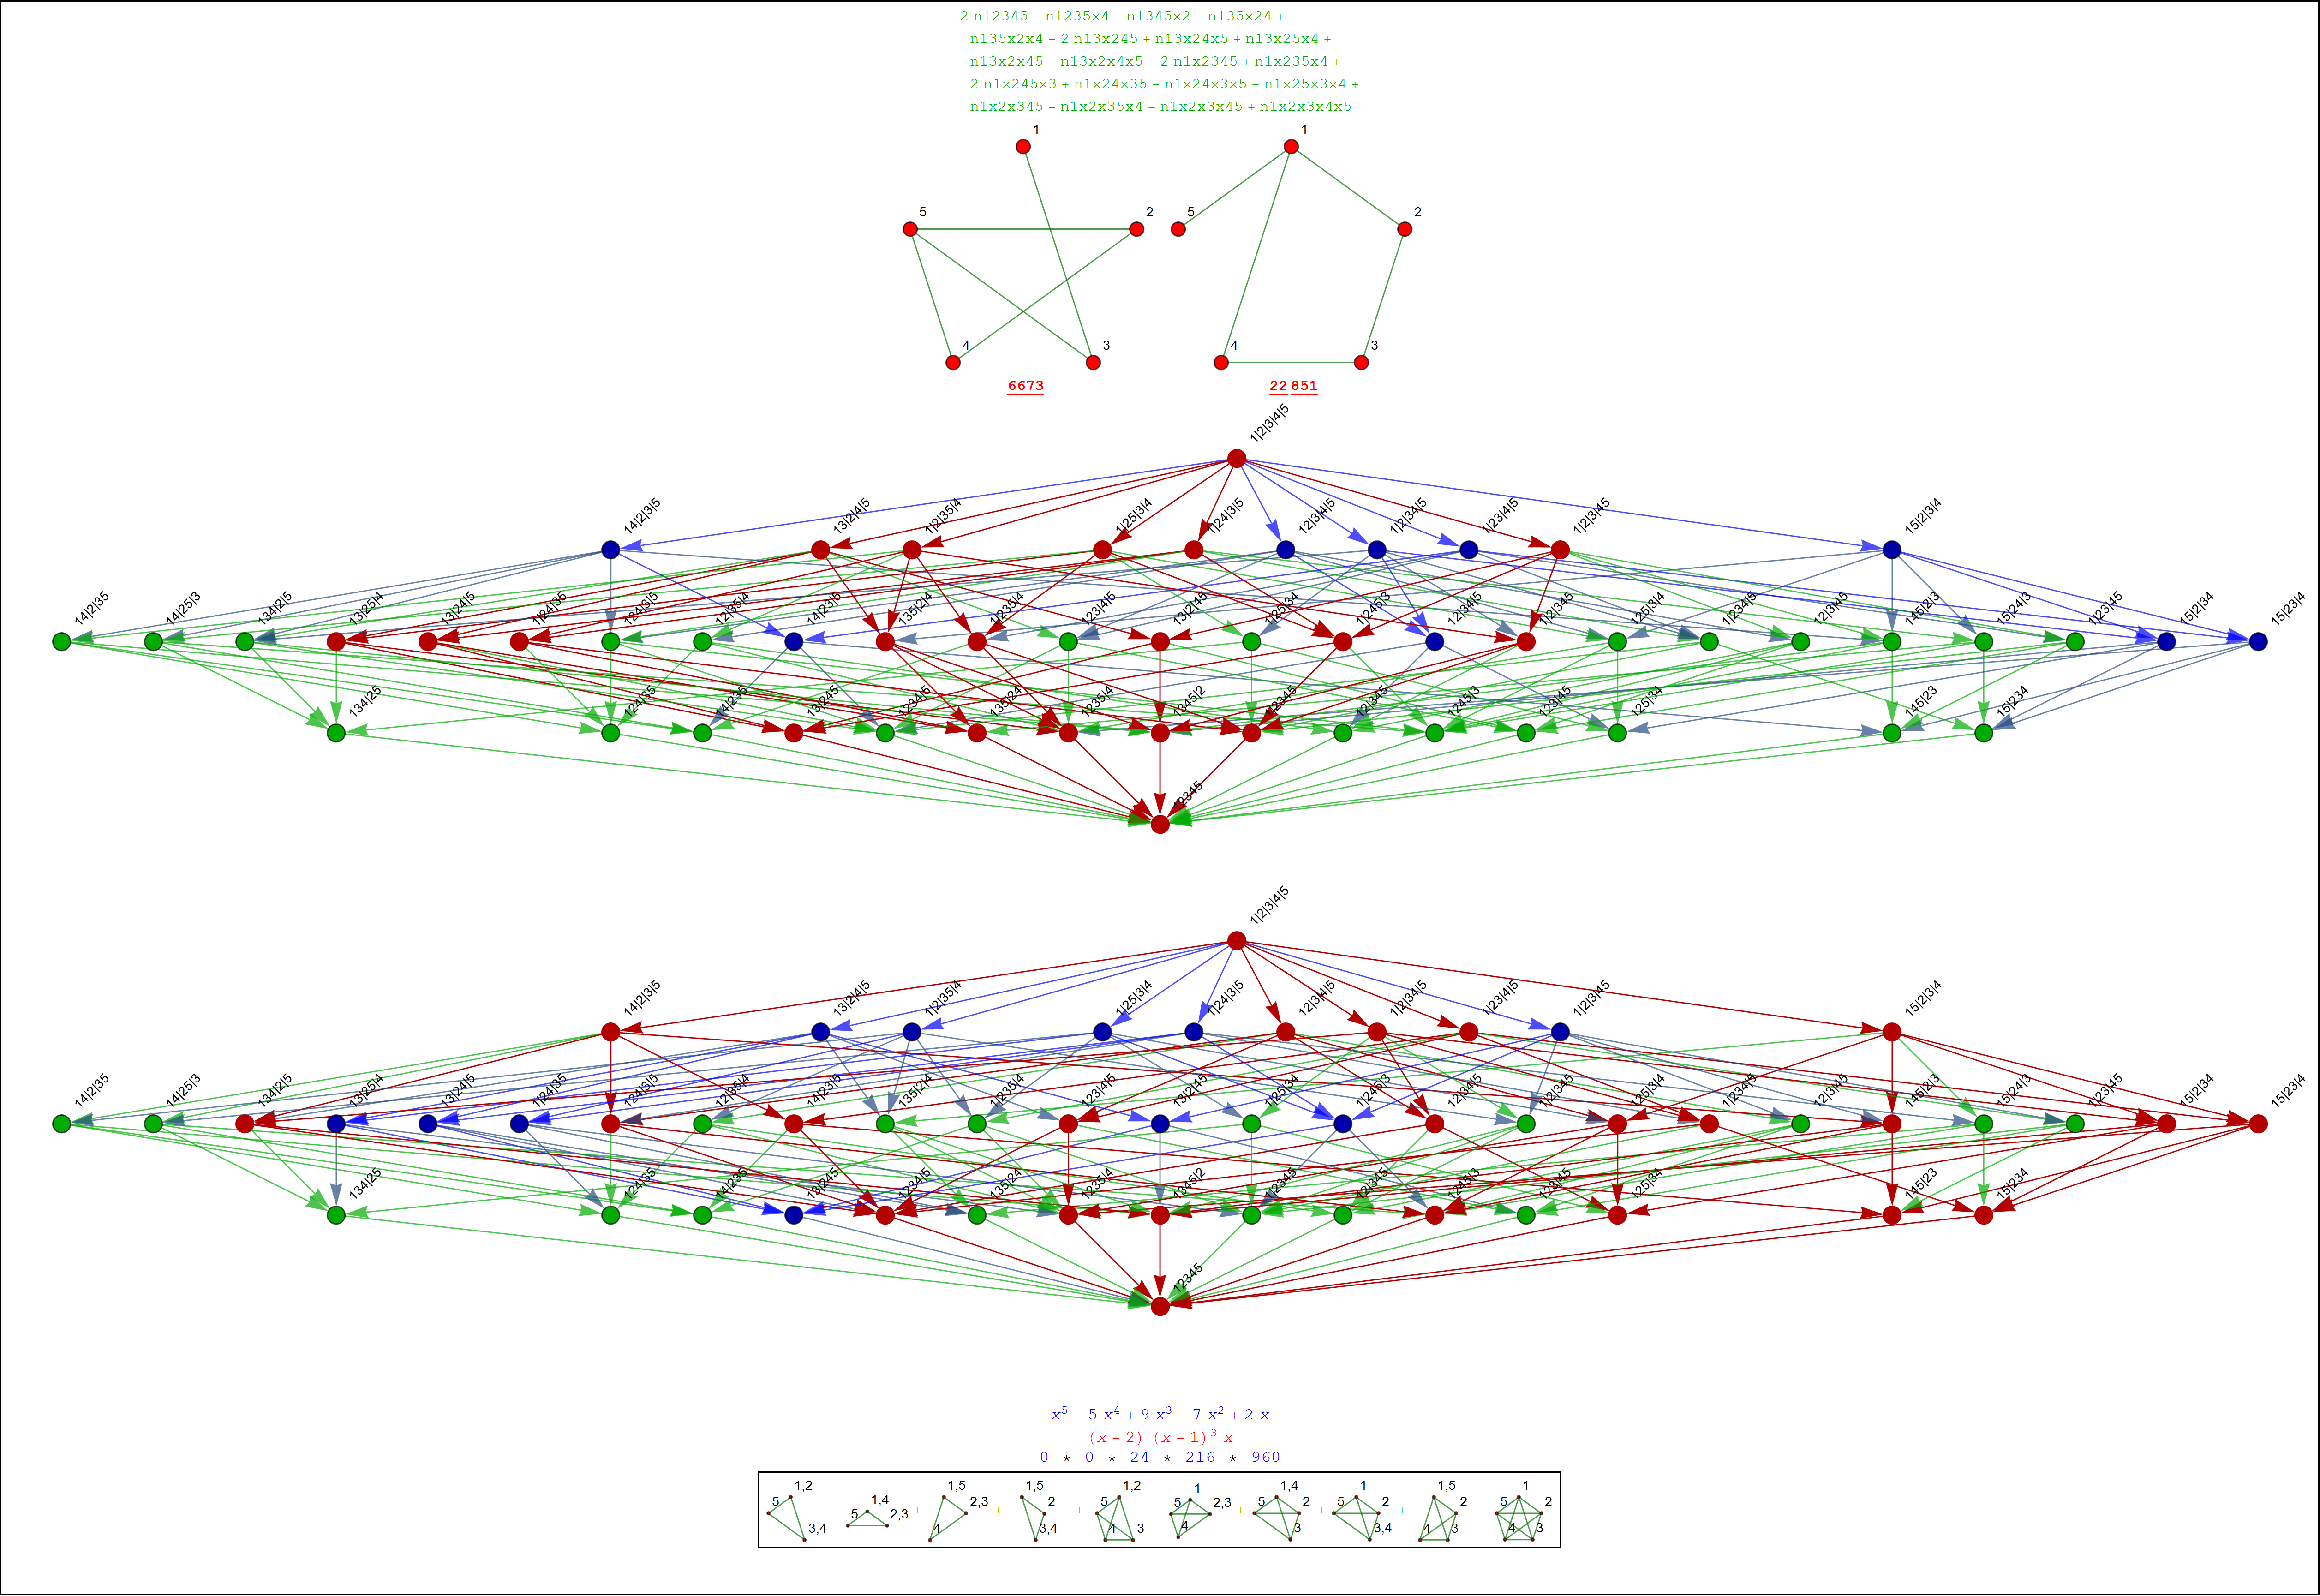 2 n12345 – n1235x4 – n1345x2 – n135x24 +
n135x2x4 – 2 n13x245 + n13x24x5 + n13x25x4 +
n13x2x45 – n13x2x4x5 – 2 n1x2345 + n1x235x4 +
2 n1x245x3 + n1x24x35 – n1x24x3x5 – n1x25x3x4 +
n1x2x345 – n1x2x35x4 – n1x2x3x45 + n1x2x3x4x5
1 1
5 2 5 2
4 3 4 3
6673 22 851
1|2|3|4|5
14|2|3|5 13|2|4|5 1|2|35|4 1|25|3|4 1|24|3|5 12|3|4|5 1|2|34|5 1|23|4|5 1|2|3|45 15|2|3|4
14|2|35 14|25|3 134|2|5 13|25|4 13|24|5 1|24|35 124|3|5 12|35|4 14|23|5 135|2|4 1|235|4 123|4|5 13|2|45 1|25|34 1|245|3 12|34|5 1|2|345 125|3|4 1|234|5 12|3|45 145|2|3 15|24|3 1|23|45 15|2|34 15|23|4
134|25 124|35 14|235 13|245 1234|5 135|24 1235|4 1345|2 1|2345 12|345 1245|3 123|45 125|34 145|23 15|234
12345
1|2|3|4|5
14|2|3|5 13|2|4|5 1|2|35|4 1|25|3|4 1|24|3|5 12|3|4|5 1|2|34|5 1|23|4|5 1|2|3|45 15|2|3|4
14|2|35 14|25|3 134|2|5 13|25|4 13|24|5 1|24|35 124|3|5 12|35|4 14|23|5 135|2|4 1|235|4 123|4|5 13|2|45 1|25|34 1|245|3 12|34|5 1|2|345 125|3|4 1|234|5 12|3|45 145|2|3 15|24|3 1|23|45 15|2|34 15|23|4
134|25 124|35 14|235 13|245 1234|5 135|24 1235|4 1345|2 1|2345 12|345 1245|3 123|45 125|34 145|23 15|234
12345
x⁵ – 5 x⁴ + 9 x³ – 7 x² + 2 x
(x – 2) (x – 1)³ x
0 * 0 * 24 * 216 * 960
1,2 5 3,4 + 1,4 5 2,3 + 1,5 2,3 4 + 1,5 2 3,4 + 1,2 5 4 3 + 1 5 2,3 4 + 1,4 5 2 3 + 1 5 2 3,4 + 1,5 2 4 3 + 1 5 2 4 3